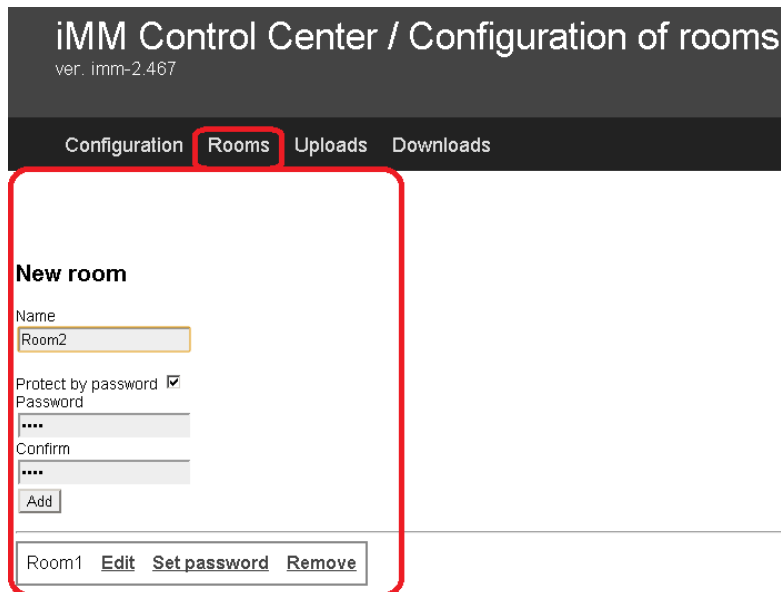 iMM Control Center / Configuration of rooms
ver. imm-2.467
Configuration Rooms Uploads Downloads
New room
Name
Room2
Protect by password
Password
••••
Confirm
••••
Add
Room1 Edit Set password Remove